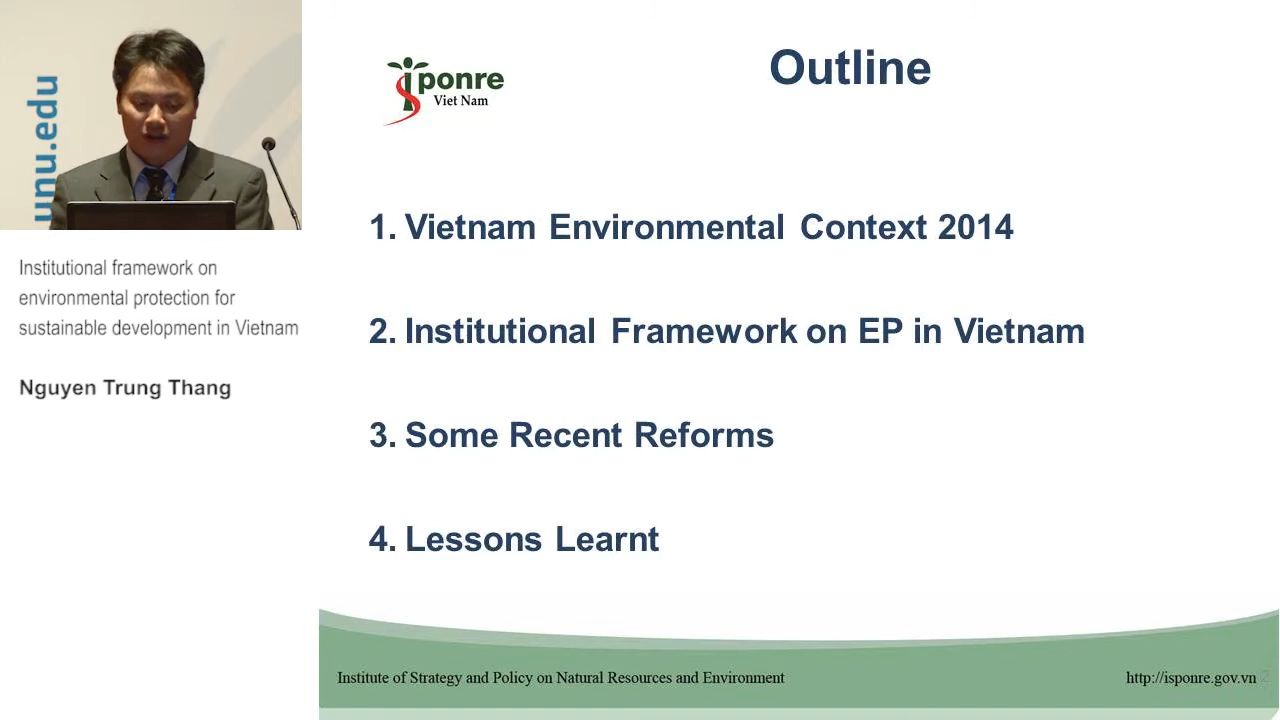 unu.edu
Institutional framework on
environmental protection for
sustainable development in Vietnam
Nguyen Trung Thang
isponre
Viet Nam
Outline
1. Vietnam Environmental Context 2014
2. Institutional Framework on EP in Vietnam
3. Some Recent Reforms
4. Lessons Learnt
Institute of Strategy and Policy on Natural Resources and Environment
http://isponre.gov.vn 2